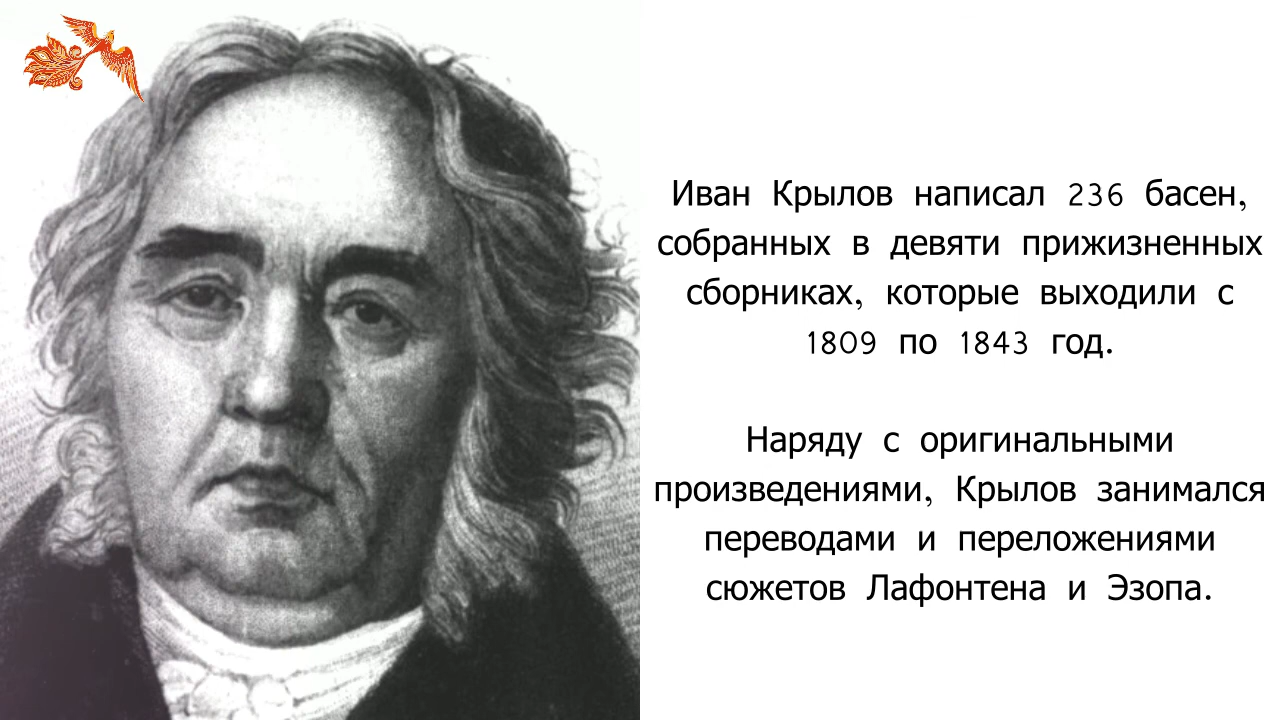 Иван Крылов написал 236 басен,
собранных в девяти прижизненных
сборниках, которые выходили с
1809 по 1843 год.
Наряду с оригинальными
произведениями, Крылов занимался
переводами и переложениями
сюжетов Лафонтена и Эзопа.